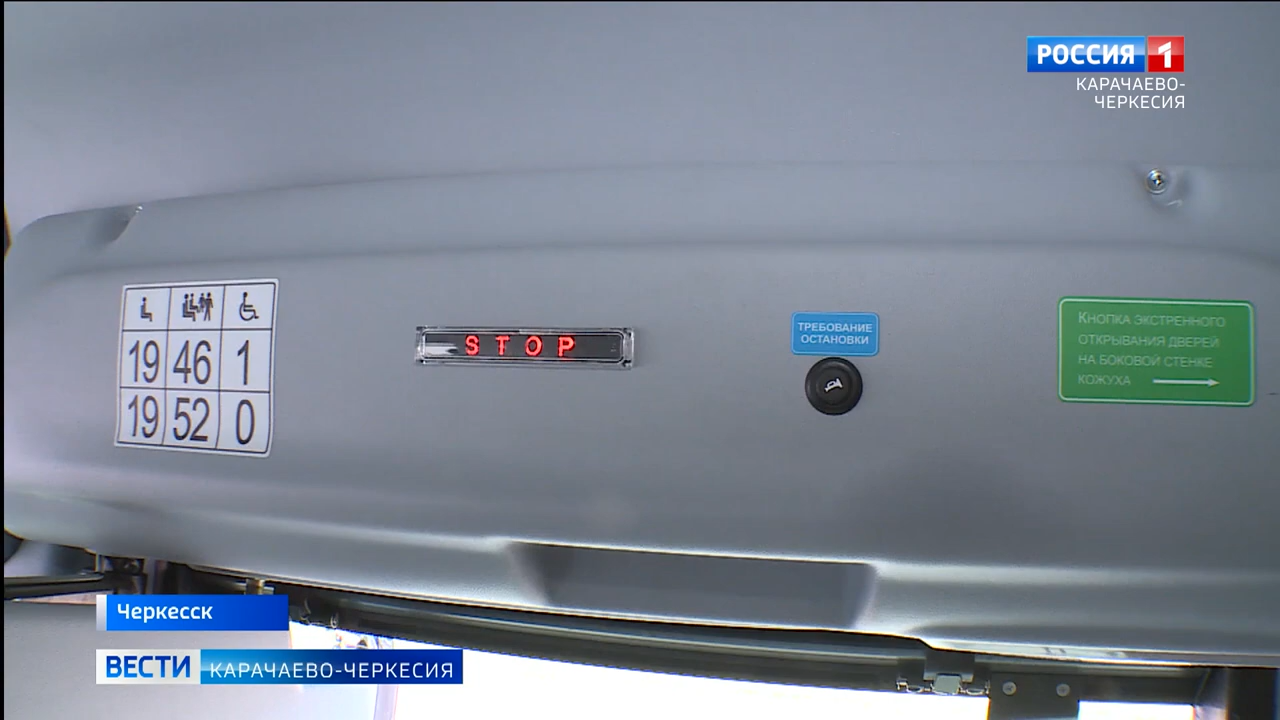 РОССИЯ 1
КАРАЧАЕВО-
ЧЕРКЕСИЯ
19 46 1
19 52 0
STOP
ТРЕБОВАНИЕ
ОСТАНОВКИ
КНОПКА ЭКСТРЕННОГО
ОТКРЫВАНИЯ ДВЕРЕЙ
НА БОКОВОЙ СТЕНКЕ
КОЖУХА
Черкесск
ВЕСТИ КАРАЧАЕВО-ЧЕРКЕСИЯ